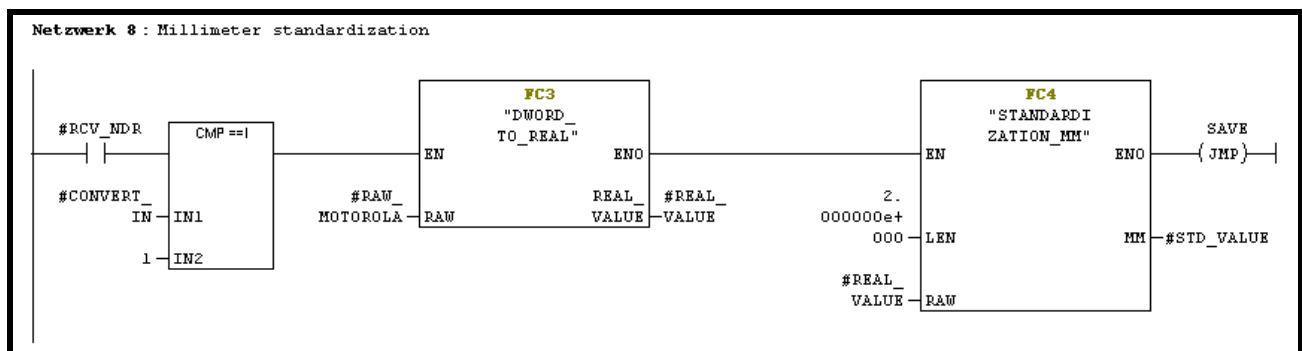 Netzwerk 8 : Millimeter standardization
#RCV_NDR
CMP ==I
#CONVERT_
IN
IN1
1
IN2
FC3
"DWORD_
TO_REAL"
EN
ENO
#RAW_
MOTOROLA
RAW
REAL_
VALUE
#REAL_
VALUE
FC4
"STANDARDI
ZATION_MM"
EN
ENO
2.
000000e+
000
LEN
MM
#STD_VALUE
#REAL_
VALUE
RAW
SAVE
JMP